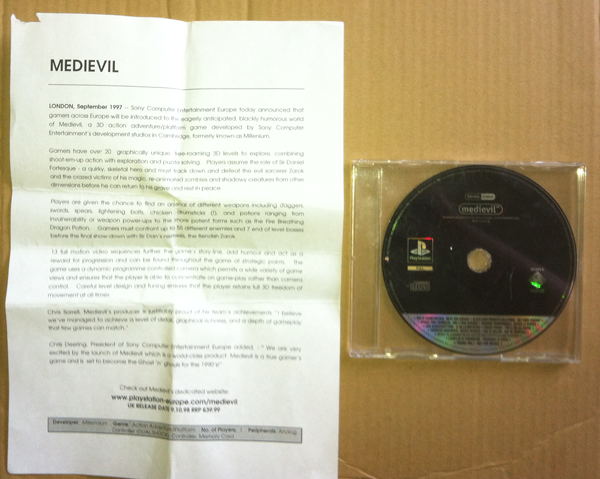 MEDIEVIL
LONDON, September 1997 – Sony Computer Entertainment Europe today announced that
gamers across Europe will be introduced to the eagerly anticipated, blackly humorous world
of Medievil, a 3D action adventure/platform game developed by Sony Computer
Entertainment's development studios in Cambridge, formerly known as Millenium.
Gamers have over 20 graphically unique, free-roaming 3D levels to explore, combining
shoot-em-up action with exploration and puzzle solving. Players assume the role of Sir Daniel
Fortesque - a quirky, skeletal hero and must track down and defeat the evil sorcerer Zarok
and the crazed victims of his magic, re-animated zombies and shadowy creatures from other
dimensions before he can return to his grave and rest in peace.
Players are given the chance to find an arsenal of different weapons including daggers,
swords, spears, lightening bolts, chicken drumsticks (!), and potions ranging from
invulnerability or weapon power-ups to the more potent forms such as the Fire Breathing
Dragon Potion. Gamers must confront up to different enemies and 7 end of level bosses
before the final show-down with Sir Dan's nemesis, the fiendish Zarok.
13 full motion video sequences further the game's story-line, add humour and act as a
reward for progression and can be found throughout the game at strategic points. The
game uses a dynamic programme controlled camera which permits a wide variety of game
views and ensures that the player is able to concentrate on game-play rather than camera
control. Careful level design and tuning ensures that the player retains full 3D freedom of
movement at all times.
Chris Sorrell, Medievil's producer is justifiably proud of his team's achievements "I believe
we've managed to achieve a level of detail, graphical richness, and a depth of gameplay
that few games can match."
Chris Deering, President of Sony Computer Entertainment Europe added, -" We are very
excited by the launch of Medievil which is a world-class product. Medievil is a true gamer's
game and is set to become the Ghost 'n' ghouls for the 1990's!"
Check out Medievil's dedicated website
www.playstation-europe.com/medievil
UK RELEASE DATE 9.10.98 RRP £39.99
Developer: Millennium Genre: Action Adventure/Platform No. of Players: 1 Peripherals: Analog
Controller, Controller, Memory Card
medievil
PlayStation